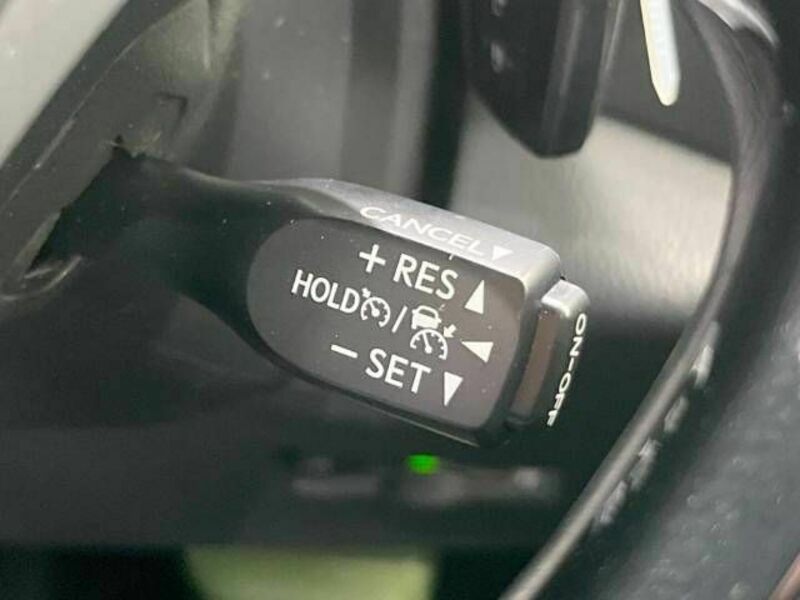 CANCEL▼
+ RES▲
HOLD / ◀
− SET▼
ON-OFF